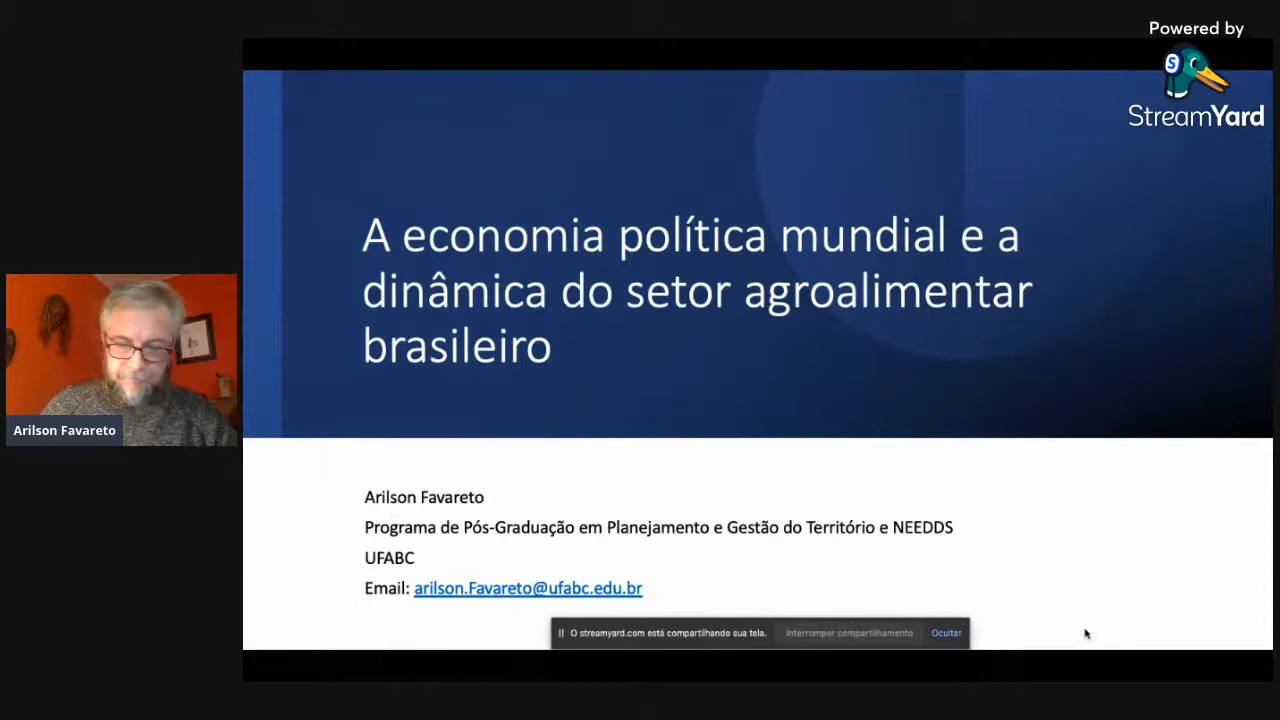 Powered by
S
StreamYard
A economia política mundial e a
dinâmica do setor agroalimentar
brasileiro
Arilson Favareto
Arilson Favareto
Programa de Pós-Graduação em Planejamento e Gestão do Território e NEEDDS
UFABC
Email: arilson.Favareto@ufabc.edu.br
O streamyard.com está compartilhando sua tela. Interromper compartilhamento Ocultar